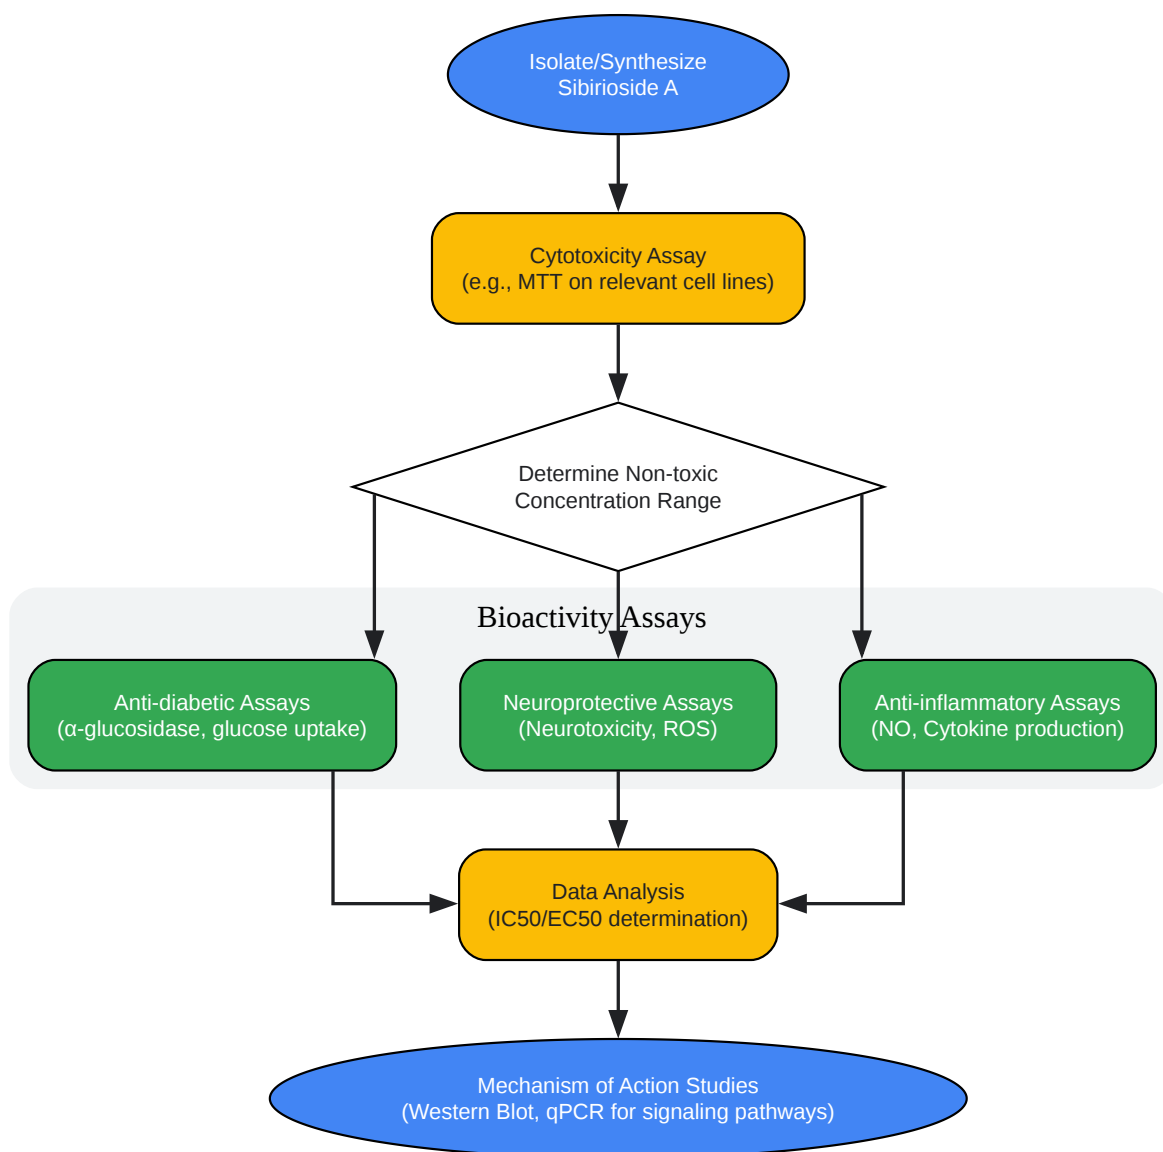 Isolate/Synthesize
Sibirioside A
Cytotoxicity Assay
(e.g., MTT on relevant cell lines)
Determine Non-toxic
Concentration Range
Bioactivity Assays
Anti-diabetic Assays
(α-glucosidase, glucose uptake)
Neuroprotective Assays
(Neurotoxicity, ROS)
Anti-inflammatory Assays
(NO, Cytokine production)
Data Analysis
(IC50/EC50 determination)
Mechanism of Action Studies
(Western Blot, qPCR for signaling pathways)